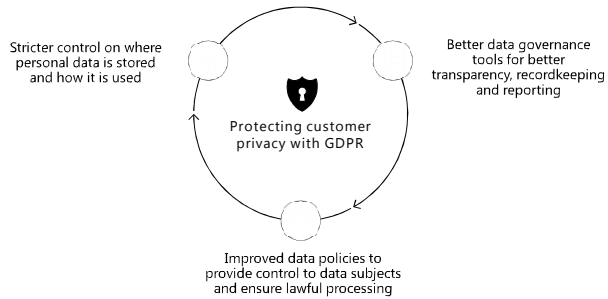 Stricter control on where
personal data is stored
and how it is used
Better data governance
tools for better
transparency, recordkeeping
and reporting
Protecting customer
privacy with GDPR
Improved data policies to
provide control to data subjects
and ensure lawful processing